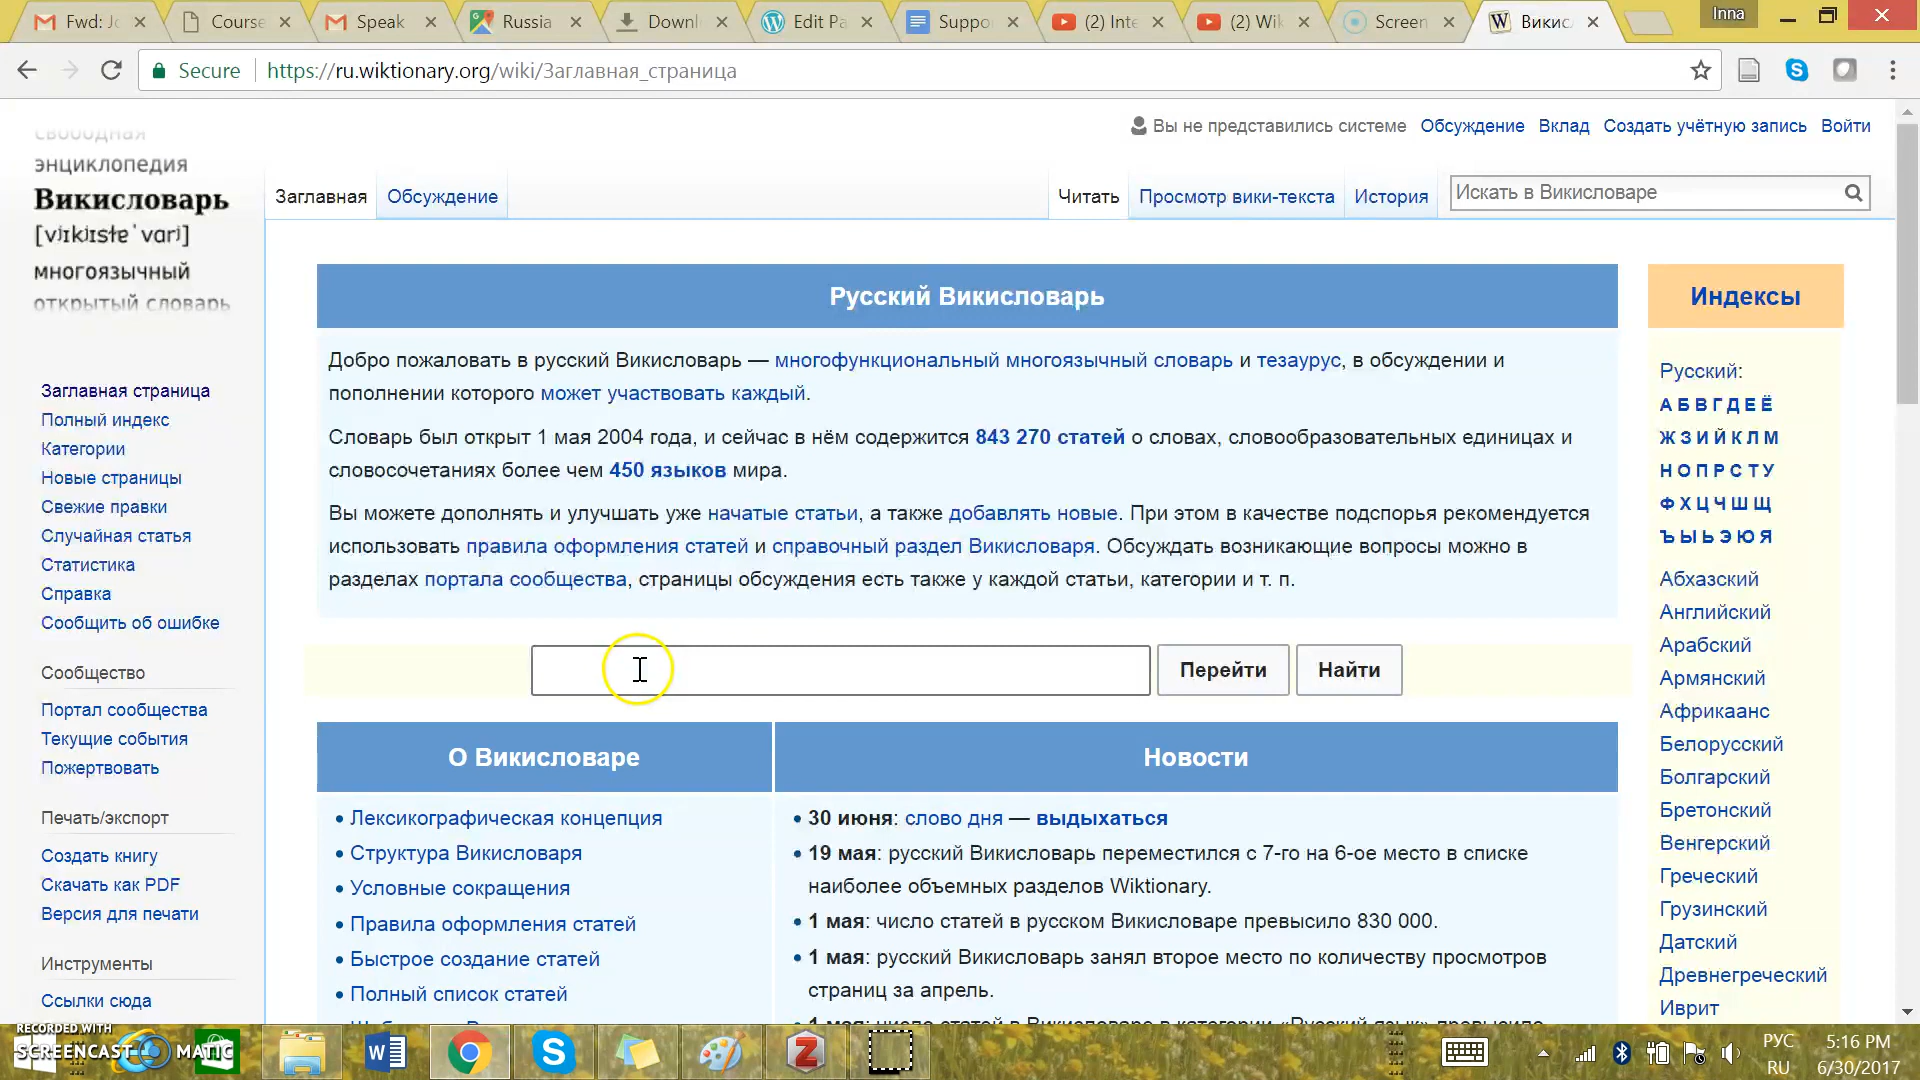 Fwd: Jo
Course
Speak
Russia
Downl
Edit Pa
Suppo
(2) Inte
(2) Wik
Screen
Викис
Inna
Secure
https://ru.wiktionary.org/wiki/Заглавная_страница
Вы не представились системе Обсуждение Вклад Создать учётную запись Войти
свободная
энциклопедия
Викисловарь
[vʲɪkʲɪsɫɐˈvarʲ]
многоязычный
открытый словарь
Заглавная Обсуждение
Читать Просмотр вики-текста История Искать в Викисловаре
Заглавная страница
Полный индекс
Категории
Новые страницы
Свежие правки
Случайная статья
Статистика
Справка
Сообщить об ошибке
Сообщество
Портал сообщества
Текущие события
Пожертвовать
Печать/экспорт
Создать книгу
Скачать как PDF
Версия для печати
Инструменты
Ссылки сюда
Русский Викисловарь
Добро пожаловать в русский Викисловарь — многофункциональный многоязычный словарь и тезаурус, в обсуждении и
пополнении которого может участвовать каждый.
Словарь был открыт 1 мая 2004 года, и сейчас в нём содержится 843 270 статей о словах, словообразовательных единицах и
словосочетаниях более чем 450 языков мира.
Вы можете дополнять и улучшать уже начатые статьи, а также добавлять новые. При этом в качестве подспорья рекомендуется
использовать правила оформления статей и справочный раздел Викисловаря. Обсуждать возникающие вопросы можно в
разделах портала сообщества, страницы обсуждения есть также у каждой статьи, категории и т. п.
Перейти Найти
О Викисловаре
Лексикографическая концепция
Структура Викисловаря
Условные сокращения
Правила оформления статей
Быстрое создание статей
Полный список статей
Новости
30 июня: слово дня — выдыхаться
19 мая: русский Викисловарь переместился с 7-го на 6-ое место в списке
наиболее объемных разделов Wiktionary.
1 мая: число статей в русском Викисловаре превысило 830 000.
1 мая: русский Викисловарь занял второе место по количеству просмотров
страниц за апрель.
1 мая: число статей в Викисловаре в категории «Русский язык» превысило
Индексы
Русский:
А Б В Г Д Е Ё
Ж З И Й К Л М
Н О П Р С Т У
Ф Х Ц Ч Ш Щ
Ъ Ы Ь Э Ю Я
Абхазский
Английский
Арабский
Армянский
Африкаанс
Белорусский
Болгарский
Бретонский
Венгерский
Греческий
Грузинский
Датский
Древнегреческий
Иврит
RECORDED WITH
SCREENCAST MATIC
РУС
RU
5:16 PM
6/30/2017